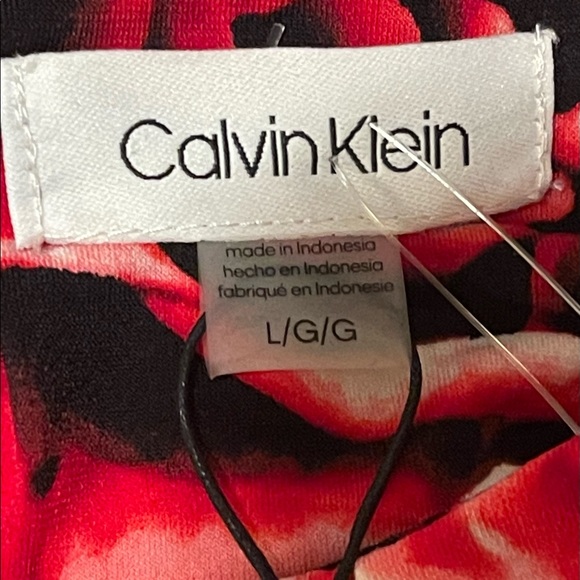 Calvin Klein
made in Indonesia
hecho en Indonesia
fabriqué en Indonesie
L/G/G